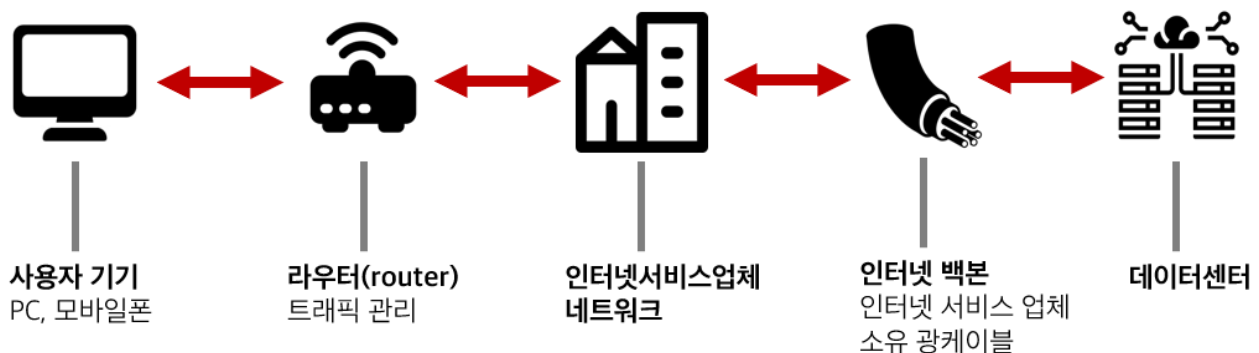 사용자 기기
PC, 모바일폰
라우터(router)
트래픽 관리
인터넷서비스업체
네트워크
인터넷 백본
인터넷 서비스 업체
소유 광케이블
데이터센터